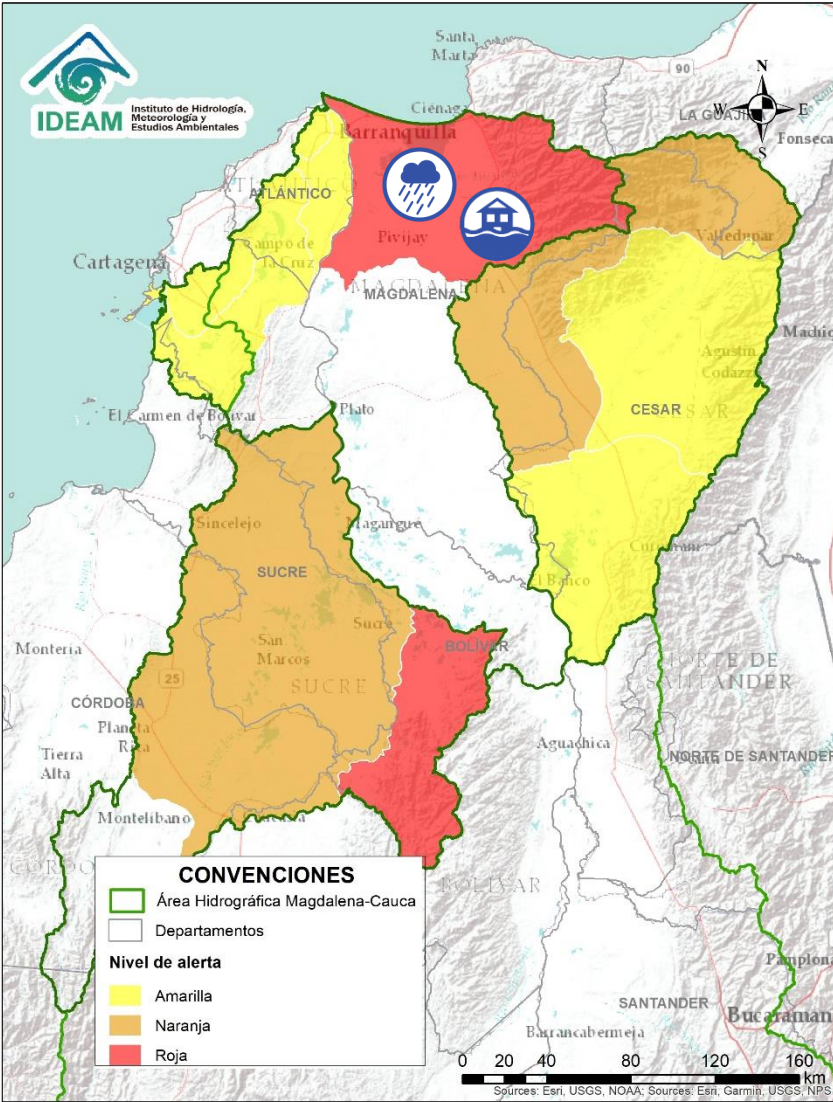 IDEAM
Instituto de Hidrología,
Meteorología y
Estudios Ambientales
Santa
Marta
90
N
W
E
S
Ciénaga
LA GUAJIRA
Fonseca
Barranquilla
ATLÁNTICO
Valledupar
Campo de
la Cruz
Pivijay
Cartagena
MAGDALENA
MAGDALENA
Agustín
Codazzi
CESAR
CESAR
El Carmen de Bolívar
Plato
Sincelejo
Magangue
SUCRE
El Banco
Sucre
San
Marcos
BOLÍVAR
Montería
SUCRE
NORTE DE
SANTANDER
25
CÓRDOBA
Planeta
Rica
Aguachica
Tierra
Alta
NORTE DE SANTANDER
Montelíbano
BOLÍVAR
CONVENCIONES
Área Hidrográfica Magdalena-Cauca
Departamentos
Nivel de alerta
Amarilla
Naranja
Roja
Pamplona
SANTANDER
Bucaraman
Barrancabermeja
0 20 40 80 120 160
km
Sources: Esri, USGS, NOAA; Sources: Esri, Garmin, USGS, NPS